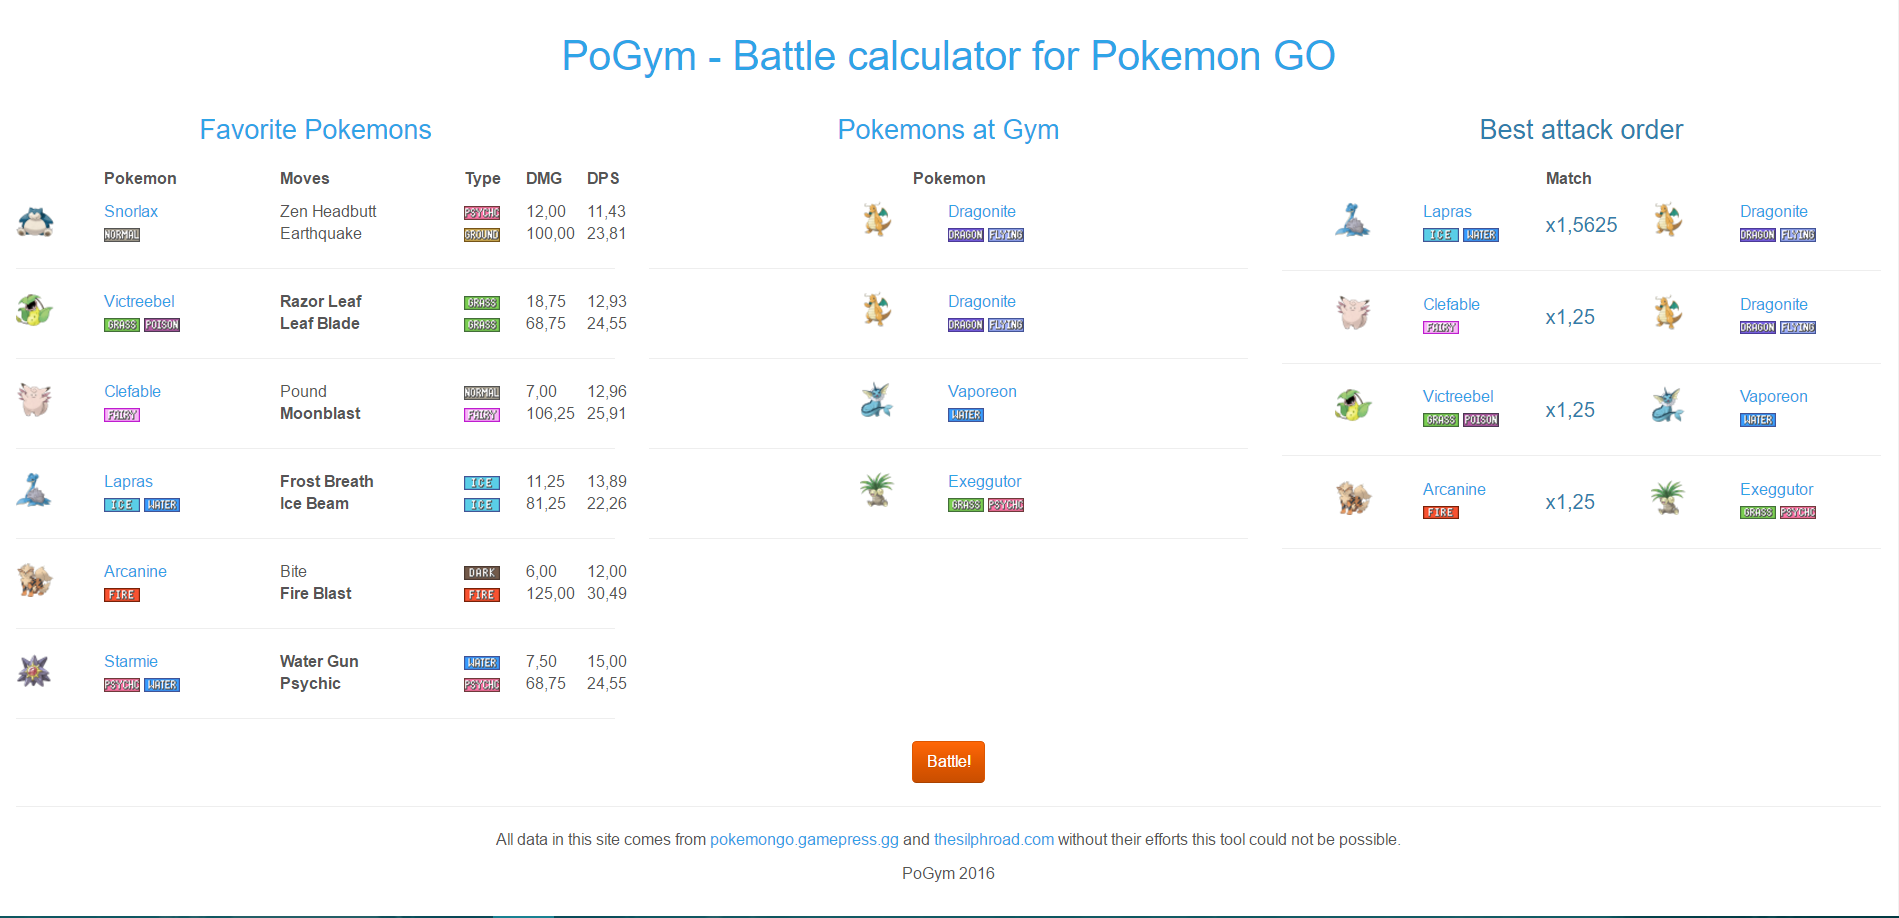 PoGym - Battle calculator for Pokemon GO
Favorite Pokemons
Pokemon Moves Type DMG DPS
Snorlax Zen Headbutt PSYCHC 12,00 11,43
NORMAL Earthquake GROUND 100,00 23,81
Victreebel Razor Leaf GRASS 18,75 12,93
GRASS POISON Leaf Blade GRASS 68,75 24,55
Clefable Pound NORMAL 7,00 12,96
FAIRY Moonblast FAIRY 106,25 25,91
Lapras Frost Breath ICE 11,25 13,89
ICE WATER Ice Beam ICE 81,25 22,26
Arcanine Bite DARK 6,00 12,00
FIRE Fire Blast FIRE 125,00 30,49
Starmie Water Gun WATER 7,50 15,00
PSYCHC WATER Psychic PSYCHC 68,75 24,55
Pokemons at Gym
Pokemon
Dragonite
DRAGON FLYING
Dragonite
DRAGON FLYING
Vaporeon
WATER
Exeggutor
GRASS PSYCHC
Best attack order
Match
Lapras x1,5625 Dragonite
ICE WATER DRAGON FLYING
Clefable x1,25 Dragonite
FAIRY DRAGON FLYING
Victreebel x1,25 Vaporeon
GRASS POISON WATER
Arcanine x1,25 Exeggutor
FIRE GRASS PSYCHC
Battle!
All data in this site comes from pokemongo.gamepress.gg and thesilphroad.com without their efforts this tool could not be possible.
PoGym 2016